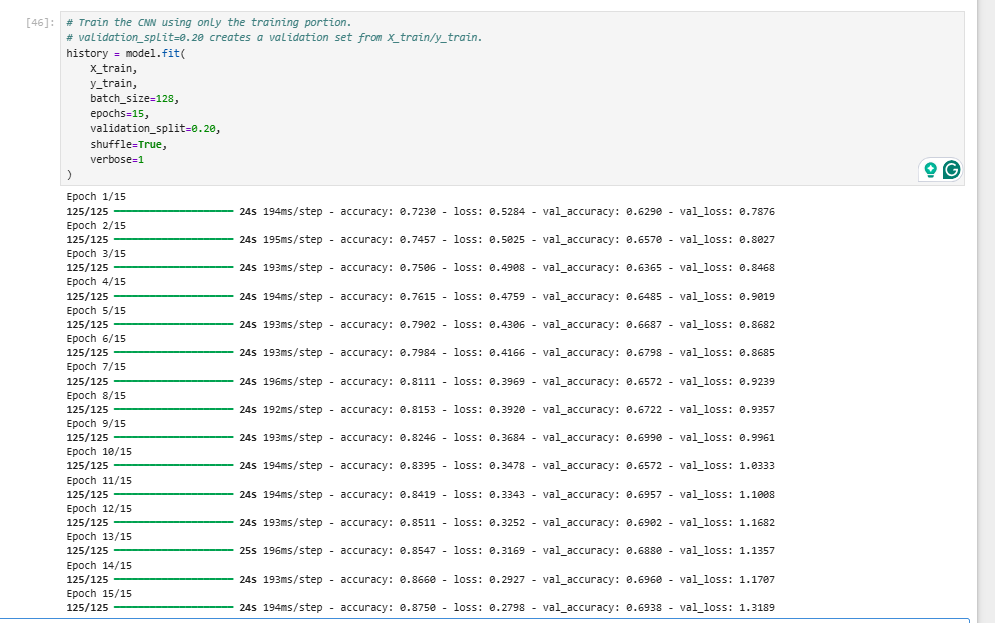 [46]: # Train the CNN using only the training portion.
# validation_split=0.20 creates a validation set from X_train/y_train.
history = model.fit(
    X_train,
    y_train,
    batch_size=128,
    epochs=15,
    validation_split=0.20,
    shuffle=True,
    verbose=1
)
Epoch 1/15
125/125 ━━━━━━━━━━━━━━━━━━━━ 24s 194ms/step - accuracy: 0.7230 - loss: 0.5284 - val_accuracy: 0.6290 - val_loss: 0.7876
Epoch 2/15
125/125 ━━━━━━━━━━━━━━━━━━━━ 24s 195ms/step - accuracy: 0.7457 - loss: 0.5025 - val_accuracy: 0.6570 - val_loss: 0.8027
Epoch 3/15
125/125 ━━━━━━━━━━━━━━━━━━━━ 24s 193ms/step - accuracy: 0.7506 - loss: 0.4908 - val_accuracy: 0.6365 - val_loss: 0.8468
Epoch 4/15
125/125 ━━━━━━━━━━━━━━━━━━━━ 24s 194ms/step - accuracy: 0.7615 - loss: 0.4759 - val_accuracy: 0.6485 - val_loss: 0.9019
Epoch 5/15
125/125 ━━━━━━━━━━━━━━━━━━━━ 24s 193ms/step - accuracy: 0.7902 - loss: 0.4306 - val_accuracy: 0.6687 - val_loss: 0.8682
Epoch 6/15
125/125 ━━━━━━━━━━━━━━━━━━━━ 24s 193ms/step - accuracy: 0.7984 - loss: 0.4166 - val_accuracy: 0.6798 - val_loss: 0.8685
Epoch 7/15
125/125 ━━━━━━━━━━━━━━━━━━━━ 24s 196ms/step - accuracy: 0.8111 - loss: 0.3969 - val_accuracy: 0.6572 - val_loss: 0.9239
Epoch 8/15
125/125 ━━━━━━━━━━━━━━━━━━━━ 24s 192ms/step - accuracy: 0.8153 - loss: 0.3920 - val_accuracy: 0.6722 - val_loss: 0.9357
Epoch 9/15
125/125 ━━━━━━━━━━━━━━━━━━━━ 24s 193ms/step - accuracy: 0.8246 - loss: 0.3684 - val_accuracy: 0.6990 - val_loss: 0.9961
Epoch 10/15
125/125 ━━━━━━━━━━━━━━━━━━━━ 24s 194ms/step - accuracy: 0.8395 - loss: 0.3478 - val_accuracy: 0.6572 - val_loss: 1.0333
Epoch 11/15
125/125 ━━━━━━━━━━━━━━━━━━━━ 24s 194ms/step - accuracy: 0.8419 - loss: 0.3343 - val_accuracy: 0.6957 - val_loss: 1.1008
Epoch 12/15
125/125 ━━━━━━━━━━━━━━━━━━━━ 24s 193ms/step - accuracy: 0.8511 - loss: 0.3252 - val_accuracy: 0.6902 - val_loss: 1.1682
Epoch 13/15
125/125 ━━━━━━━━━━━━━━━━━━━━ 25s 196ms/step - accuracy: 0.8547 - loss: 0.3169 - val_accuracy: 0.6880 - val_loss: 1.1357
Epoch 14/15
125/125 ━━━━━━━━━━━━━━━━━━━━ 24s 193ms/step - accuracy: 0.8660 - loss: 0.2927 - val_accuracy: 0.6960 - val_loss: 1.1707
Epoch 15/15
125/125 ━━━━━━━━━━━━━━━━━━━━ 24s 194ms/step - accuracy: 0.8750 - loss: 0.2798 - val_accuracy: 0.6938 - val_loss: 1.3189